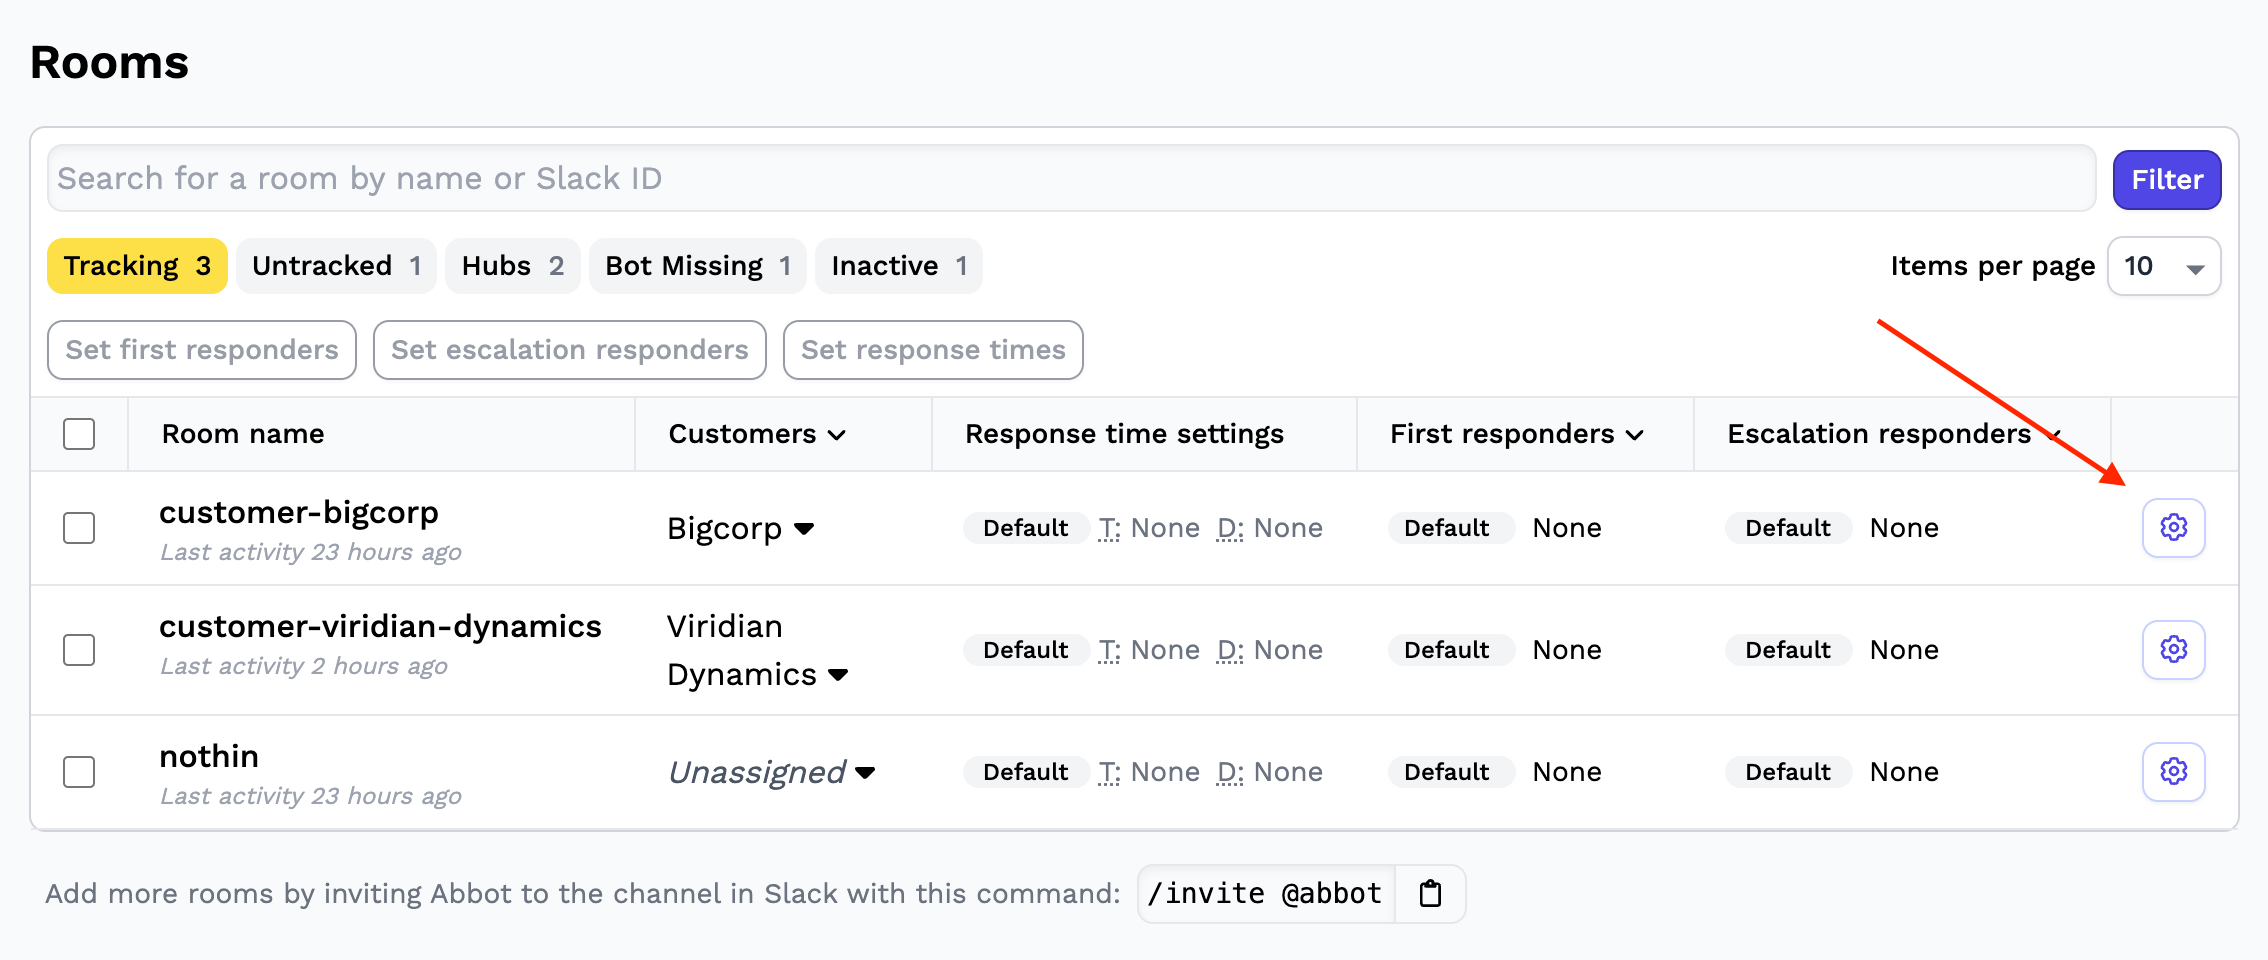 Rooms
Search for a room by name or Slack ID
Filter
Tracking 3 Untracked 1 Hubs 2 Bot Missing 1 Inactive 1
Items per page 10
Set first responders Set escalation responders Set response times
Room name Customers Response time settings First responders Escalation responders
customer-bigcorp
Last activity 23 hours ago
Bigcorp
Default T: None D: None
Default None
Default None
customer-viridian-dynamics
Last activity 2 hours ago
Viridian
Dynamics
Default T: None D: None
Default None
Default None
nothin
Last activity 23 hours ago
Unassigned
Default T: None D: None
Default None
Default None
Add more rooms by inviting Abbot to the channel in Slack with this command: /invite @abbot